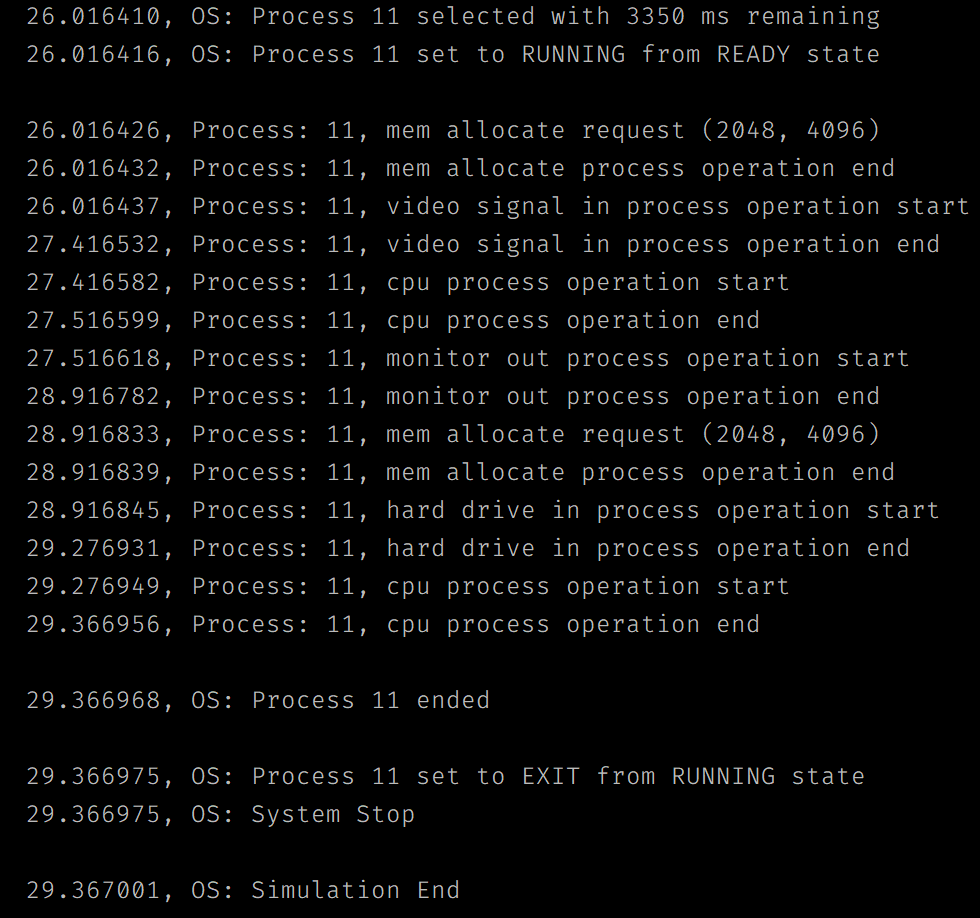 26.016410, OS: Process 11 selected with 3350 ms remaining
26.016416, OS: Process 11 set to RUNNING from READY state
26.016426, Process: 11, mem allocate request (2048, 4096)
26.016432, Process: 11, mem allocate process operation end
26.016437, Process: 11, video signal in process operation start
27.416532, Process: 11, video signal in process operation end
27.416582, Process: 11, cpu process operation start
27.516599, Process: 11, cpu process operation end
27.516618, Process: 11, monitor out process operation start
28.916782, Process: 11, monitor out process operation end
28.916833, Process: 11, mem allocate request (2048, 4096)
28.916839, Process: 11, mem allocate process operation end
28.916845, Process: 11, hard drive in process operation start
29.276931, Process: 11, hard drive in process operation end
29.276949, Process: 11, cpu process operation start
29.366956, Process: 11, cpu process operation end
29.366968, OS: Process 11 ended
29.366975, OS: Process 11 set to EXIT from RUNNING state
29.366975, OS: System Stop
29.367001, OS: Simulation End